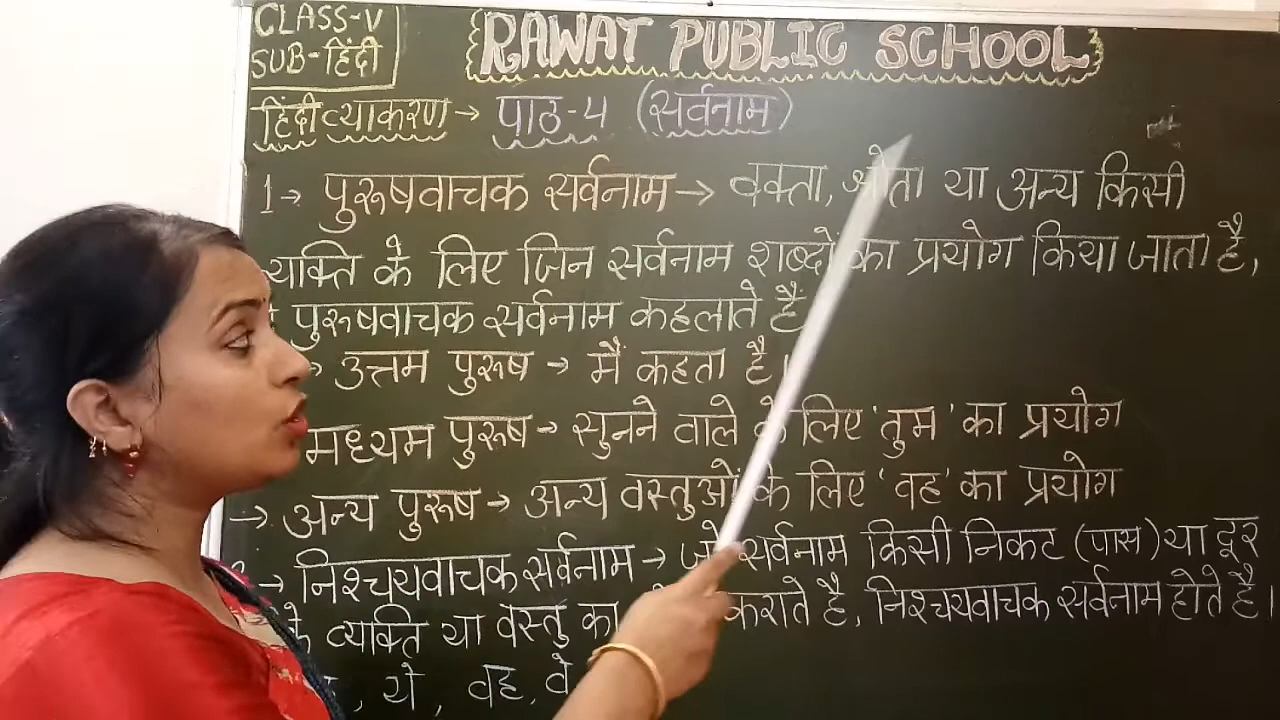 CLASS-V
SUB-हिंदी
RAWAT PUBLIC SCHOOL
हिंदी व्याकरण → पाठ-4 (सर्वनाम)
1→ पुरूषवाचक सर्वनाम → वक्ता, श्रोता या अन्य किसी
व्यक्ति के लिए जिन सर्वनाम शब्दों का प्रयोग किया जाता है,
पुरूषवाचक सर्वनाम कहलाते हैं
उत्तम पुरूष → मैं कहता है।
मध्यम पुरूष → सुनने वाले के लिए 'तुम' का प्रयोग
→ अन्य पुरूष → अन्य वस्तुओं के लिए 'वह' का प्रयोग
→ निश्चयवाचक सर्वनाम → जो सर्वनाम किसी निकट (पास) या दूर
के व्यक्ति या वस्तु का कराते है, निश्चयवाचक सर्वनाम होते है।
, ये, वह, वे